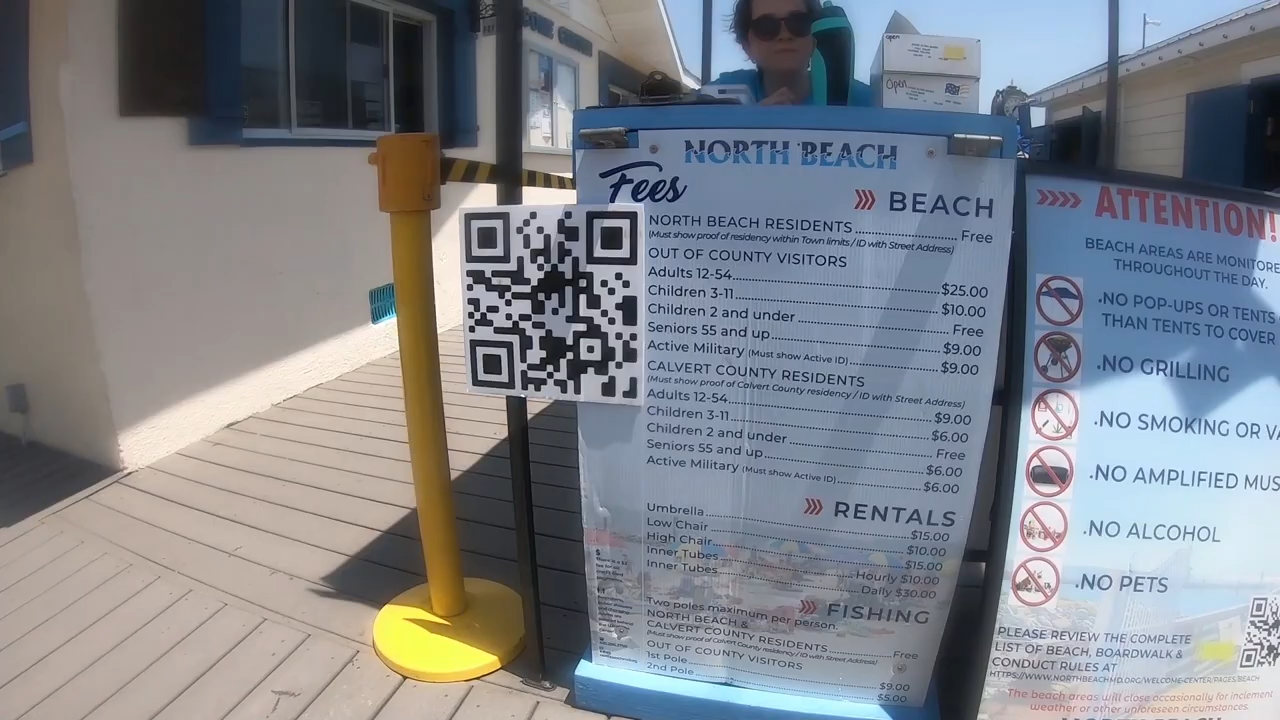 open
Open
NORTH BEACH
Fees
BEACH
NORTH BEACH RESIDENTS ........ Free
(Must show proof of residency within Town limits / ID with Street Address)
OUT OF COUNTY VISITORS
Adults 12-54 ........ $25.00
Children 3-11 ........ $10.00
Children 2 and under ........ Free
Seniors 55 and up ........ $9.00
Active Military (Must show Active ID) ........ $9.00
CALVERT COUNTY RESIDENTS
(Must show proof of Calvert County residency / ID with Street Address)
Adults 12-54 ........ $9.00
Children 3-11 ........ $6.00
Children 2 and under ........ Free
Seniors 55 and up ........ $6.00
Active Military (Must show Active ID) ........ $6.00
RENTALS
Umbrella ........ $15.00
Low Chair ........ $10.00
High Chair ........ $15.00
Inner Tubes ........ Hourly $10.00
Inner Tubes ........ Daily $30.00
FISHING
Two poles maximum per person.
NORTH BEACH &
CALVERT COUNTY RESIDENTS ........ Free
(Must show proof of Calvert County residency / ID with Street Address)
OUT OF COUNTY VISITORS
1st Pole ........ $9.00
2nd Pole ........ $5.00
ATTENTION!
BEACH AREAS ARE MONITORE
THROUGHOUT THE DAY.
.NO POP-UPS OR TENTS
THAN TENTS TO COVER
.NO GRILLING
.NO SMOKING OR VA
.NO AMPLIFIED MUS
.NO ALCOHOL
.NO PETS
PLEASE REVIEW THE COMPLETE
LIST OF BEACH, BOARDWALK &
CONDUCT RULES AT
HTTPS://WWW.NORTHBEACHMD.ORG/WELCOME-CENTER/PAGES/BEACH
The beach areas will close occasionally for inclement
weather or other unforeseen circumstances.